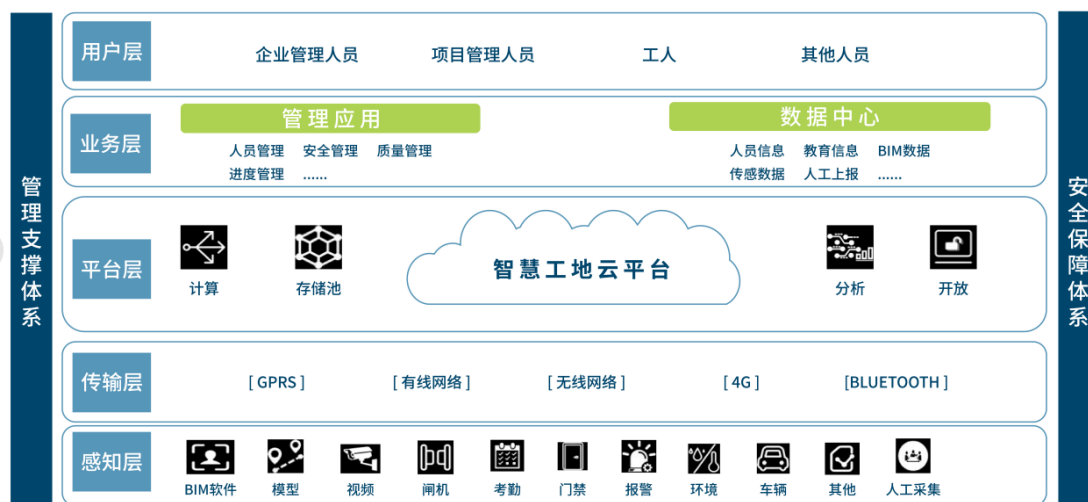 管理支撑体系
用户层
企业管理人员 项目管理人员 工人 其他人员
业务层
管理应用
人员管理 安全管理 质量管理
进度管理 ......
数据中心
人员信息 教育信息 BIM数据
传感数据 人工上报 ......
平台层
计算 存储池
智慧工地云平台
分析 开放
传输层
[ GPRS ] [ 有线网络 ] [ 无线网络 ] [ 4G ] [BLUETOOTH ]
感知层
BIM软件 模型 视频 闸机 考勤 门禁 报警 环境 车辆 其他 人工采集
安全保障体系